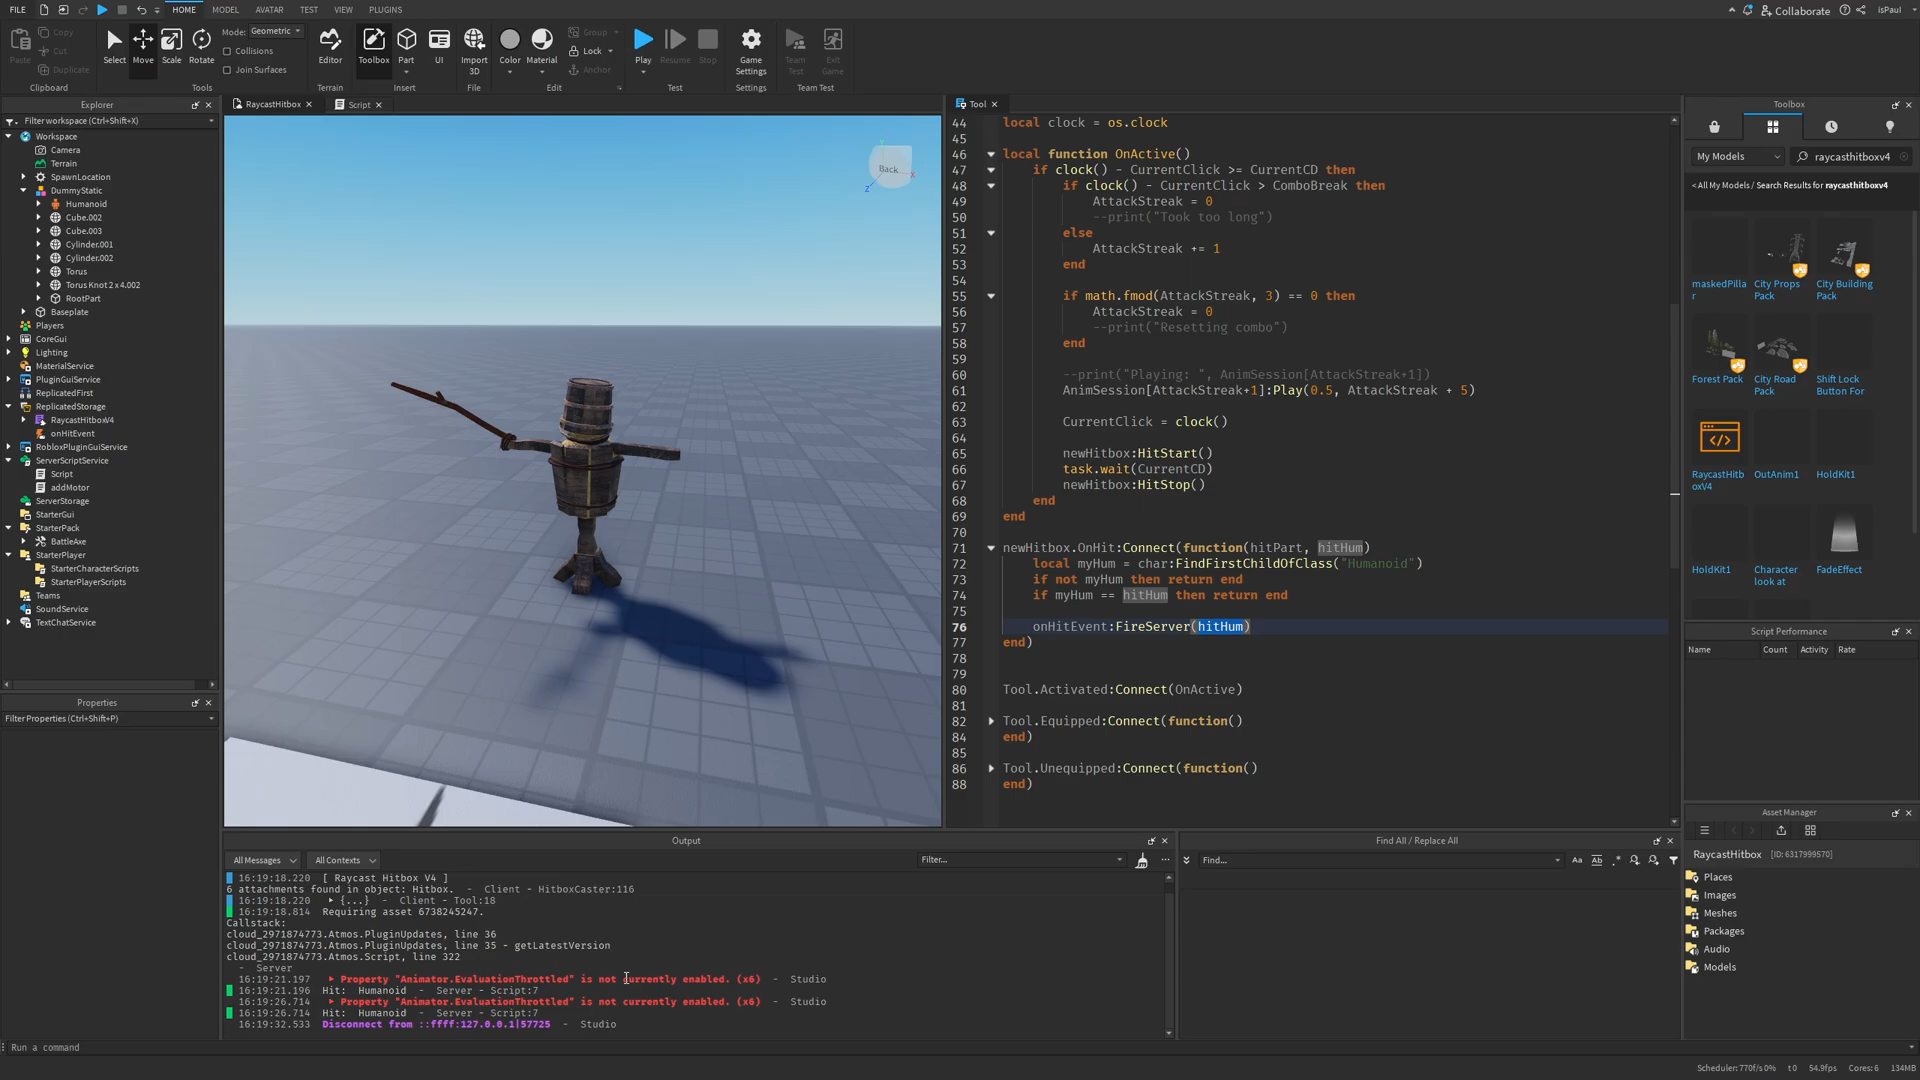 FILE
HOME
MODEL
AVATAR
TEST
VIEW
PLUGINS
Collaborate
isPaul
Paste
Copy
Cut
Duplicate
Clipboard
Select
Move
Scale
Rotate
Mode: Geometric
Collisions
Join Surfaces
Tools
Editor
Terrain
Toolbox
Part
UI
Insert
Import
3D
File
Color
Material
Group
Lock
Anchor
Edit
Play
Resume
Stop
Test
Game
Settings
Settings
Team
Test
Exit
Game
Team Test
Explorer
Filter workspace (Ctrl+Shift+X)
Workspace
Camera
Terrain
SpawnLocation
DummyStatic
Humanoid
Cube.002
Cube.003
Cylinder.001
Cylinder.002
Torus
Torus Knot 2 x 4.002
RootPart
Baseplate
Players
CoreGui
Lighting
MaterialService
PluginGuiService
ReplicatedFirst
ReplicatedStorage
RaycastHitboxV4
onHitEvent
RobloxPluginGuiService
ServerScriptService
Script
addMotor
ServerStorage
StarterGui
StarterPack
BattleAxe
StarterPlayer
StarterCharacterScripts
StarterPlayerScripts
Teams
SoundService
TextChatService
Properties
Filter Properties (Ctrl+Shift+P)
RaycastHitbox
Script
Back
Y
X
Z
Tool
44 local clock = os.clock
45
46 local function OnActive()
47 if clock() - CurrentClick >= CurrentCD then
48 if clock() - CurrentClick > ComboBreak then
49 AttackStreak = 0
50 --print("Took too long")
51 else
52 AttackStreak += 1
53 end
54
55 if math.fmod(AttackStreak, 3) == 0 then
56 AttackStreak = 0
57 --print("Resetting combo")
58 end
59
60 --print("Playing: ", AnimSession[AttackStreak+1])
61 AnimSession[AttackStreak+1]:Play(0.5, AttackStreak + 5)
62
63 CurrentClick = clock()
64
65 newHitbox:HitStart()
66 task.wait(CurrentCD)
67 newHitbox:HitStop()
68 end
69 end
70
71 newHitbox.OnHit:Connect(function(hitPart, hitHum)
72 local myHum = char:FindFirstChildOfClass("Humanoid")
73 if not myHum then return end
74 if myHum == hitHum then return end
75
76 onHitEvent:FireServer(hitHum)
77 end)
78
79
80 Tool.Activated:Connect(OnActive)
81
82 Tool.Equipped:Connect(function()
84 end)
85
86 Tool.Unequipped:Connect(function()
88 end)
Toolbox
My Models
raycasthitboxv4
< All My Models / Search Results for raycasthitboxv4
maskedPilla
r
City Props
Pack
City Building
Pack
Forest Pack
City Road
Pack
Shift Lock
Button For
RaycastHitb
oxV4
OutAnim1
HoldKit1
HoldKit1
Character
look at
FadeEffect
Script Performance
Name
Count
Activity
Rate
Asset Manager
RaycastHitbox [ID: 6317999570]
Places
Images
Meshes
Packages
Audio
Models
Output
All Messages
All Contexts
Filter...
16:19:18.220 [ Raycast Hitbox V4 ]
6 attachments found in object: Hitbox. - Client - HitboxCaster:116
16:19:18.220 {...} - Client - Tool:18
16:19:18.814 Requiring asset 6738245247.
Callstack:
cloud_2971874773.Atmos.PluginUpdates, line 36
cloud_2971874773.Atmos.PluginUpdates, line 35 - getLatestVersion
cloud_2971874773.Atmos.Script, line 322
- Server
16:19:21.197 Property "Animator.EvaluationThrottled" is not currently enabled. (x6) - Studio
16:19:21.196 Hit: Humanoid - Server - Script:7
16:19:26.714 Property "Animator.EvaluationThrottled" is not currently enabled. (x6) - Studio
16:19:26.714 Hit: Humanoid - Server - Script:7
16:19:32.533 Disconnect from ::ffff:127.0.0.1|57725 - Studio
Find All / Replace All
Find...
Aa
Ab
.*
Run a command
Scheduler: 770f/s 0%
t 0
54.9fps
Cores: 6
134MB